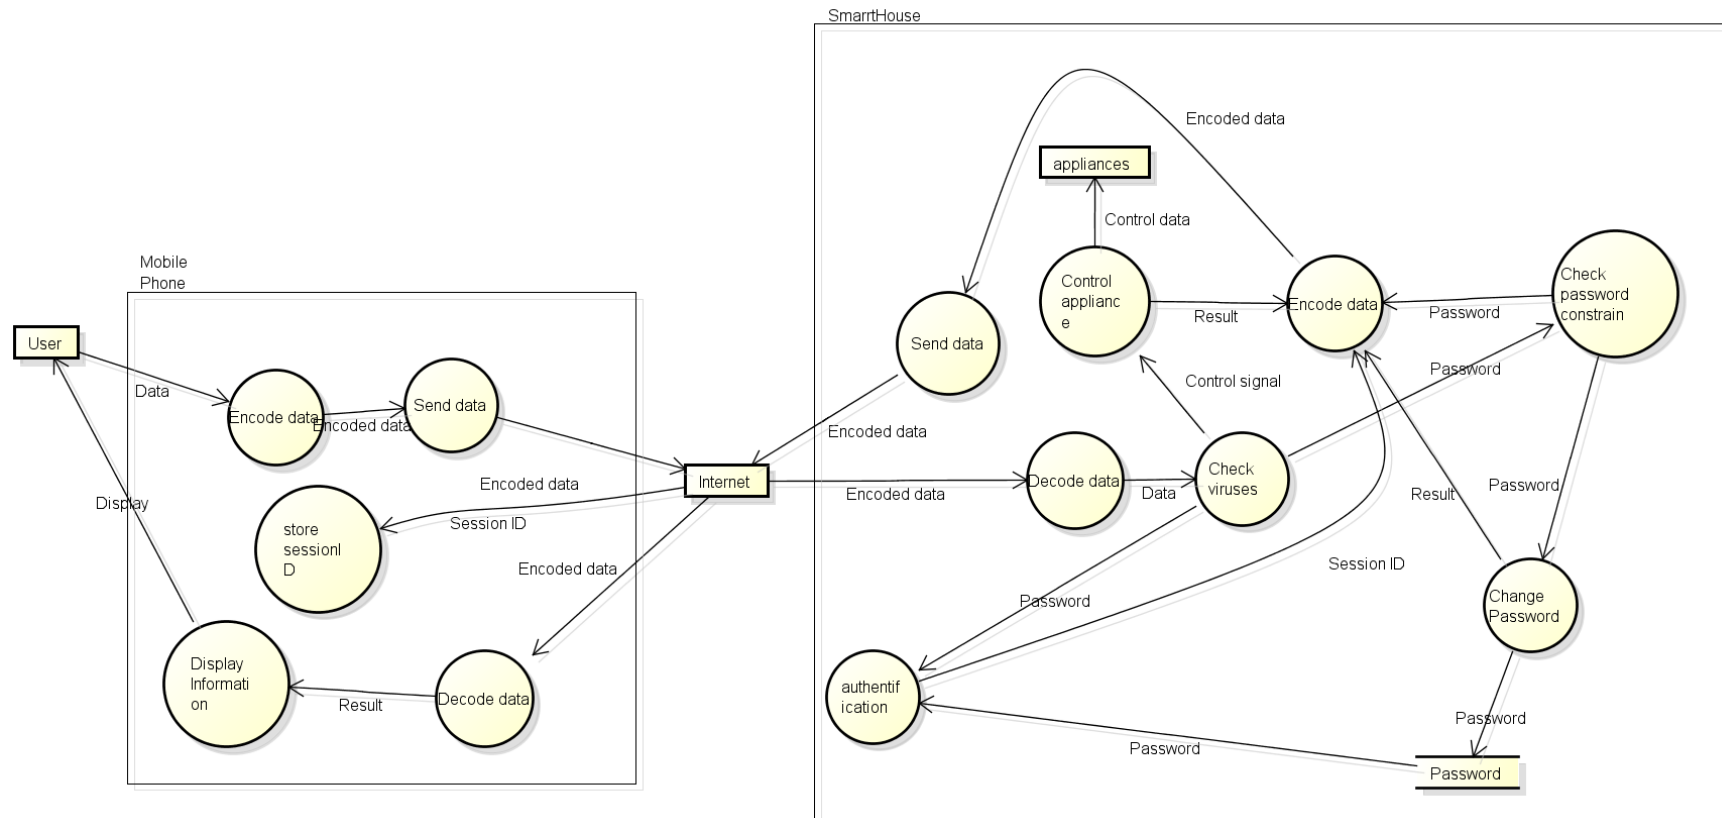 SmarrtHouse
Encoded data
appliances
Control data
Control
applianc
e
Result
Encode data
Check
password
constrain
Password
Password
Send data
Control signal
Mobile
Phone
User
Data
Encode data
Encoded data
Send data
Encoded data
Internet
Encoded data
Encoded data
Decode data
Data
Check
viruses
Result
Password
Session ID
store
sessionI
D
Session ID
Encoded data
Display
Password
Change
Password
Display
Informati
on
Result
Decode data
authentif
ication
Password
Password
Password